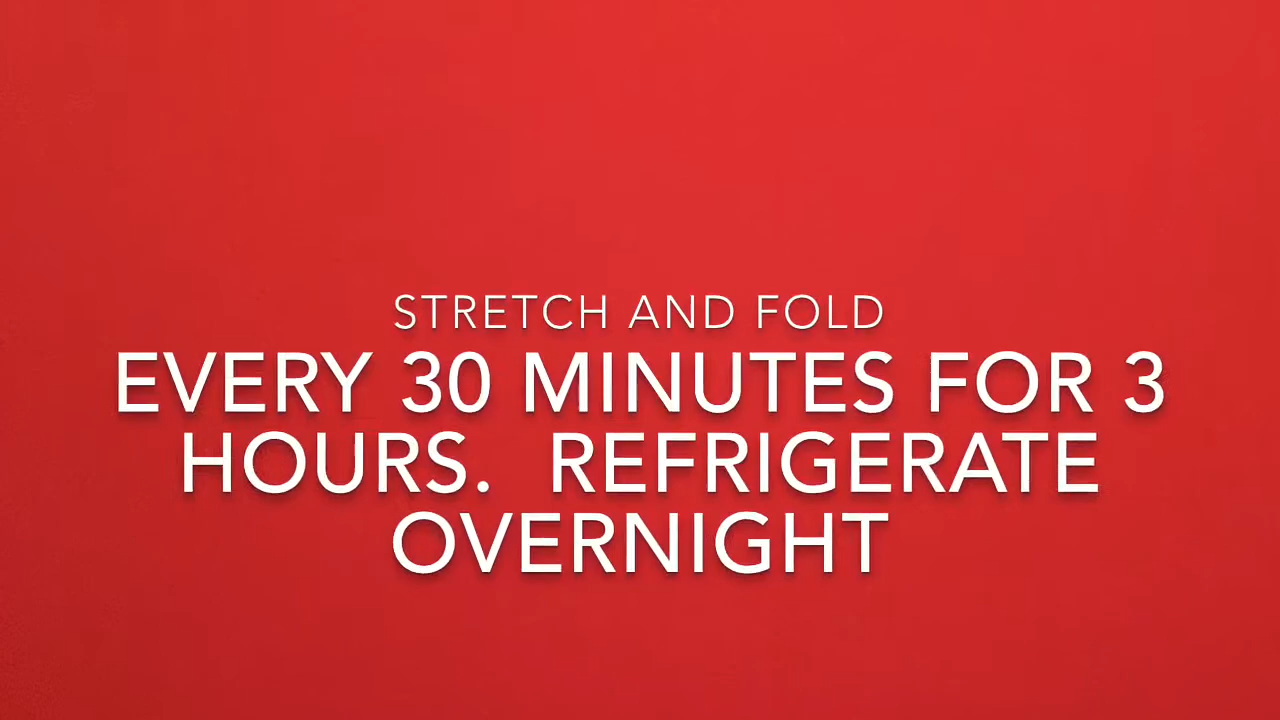 STRETCH AND FOLD
EVERY 30 MINUTES FOR 3
HOURS.  REFRIGERATE
OVERNIGHT